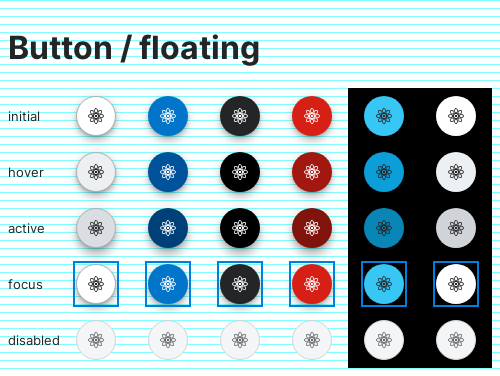 Button / floating
initial
hover
active
focus
disabled